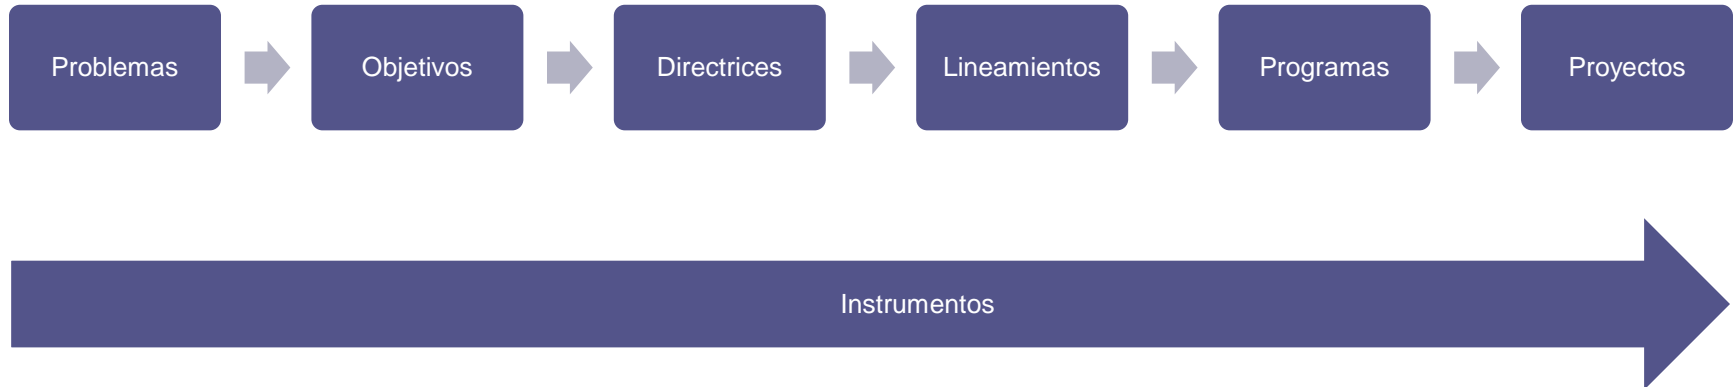 Problemas
Objetivos
Directrices
Lineamientos
Programas
Proyectos
Instrumentos